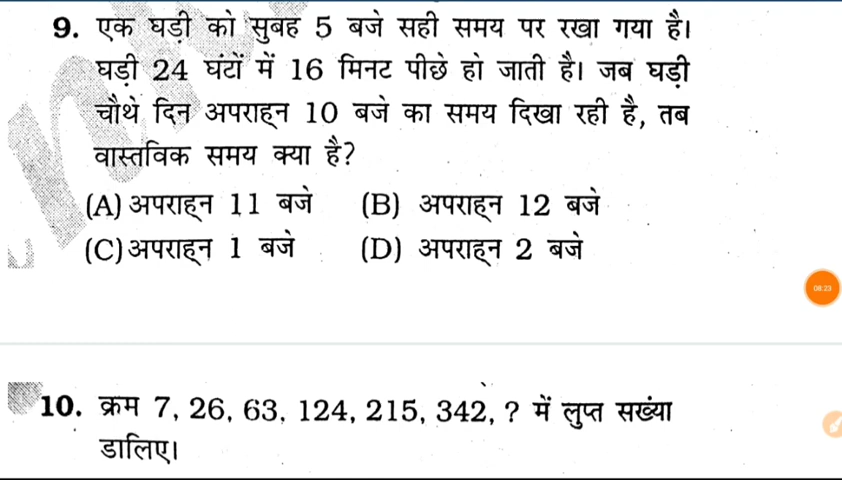 9. एक घड़ी को सुबह 5 बजे सही समय पर रखा गया है।
घड़ी 24 घंटों में 16 मिनट पीछे हो जाती है। जब घड़ी
चौथे दिन अपराह्न 10 बजे का समय दिखा रही है, तब
वास्तविक समय क्या है?
(A) अपराह्न 11 बजे (B) अपराह्न 12 बजे
(C) अपराह्न 1 बजे (D) अपराह्न 2 बजे
08:23
10. क्रम 7, 26, 63, 124, 215, 342, ? में लुप्त सख्ंया
डालिए।